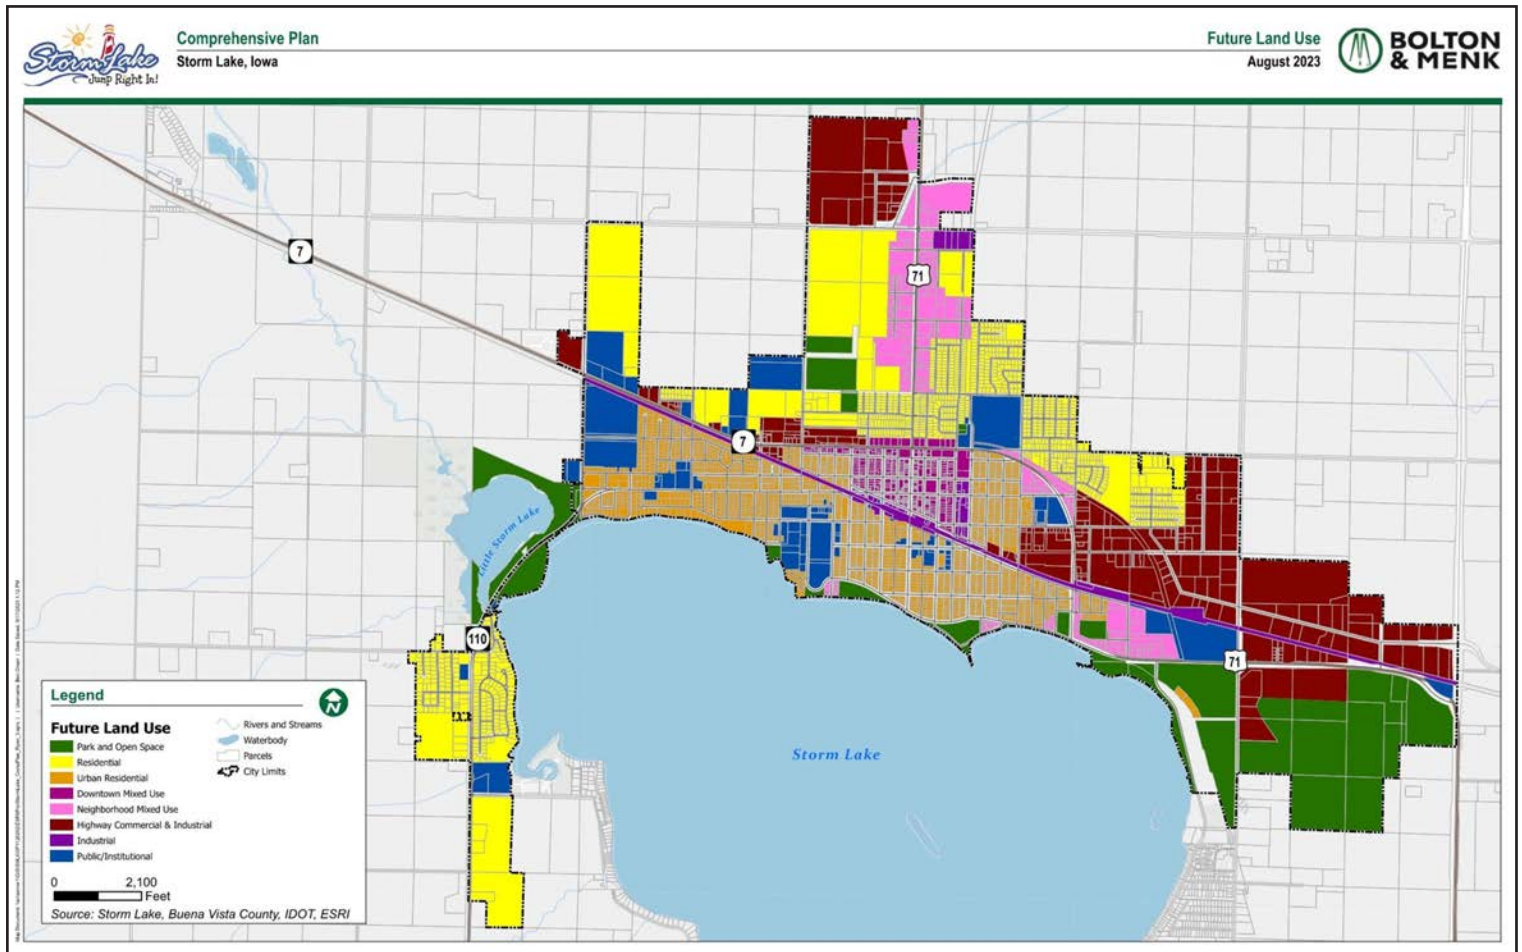 Storm Lake
Jump Right In!
Comprehensive Plan
Storm Lake, Iowa
Future Land Use
August 2023
BOLTON
& MENK
7
71
7
Little Storm Lake
110
71
Storm Lake
Legend
N
Future Land Use
Park and Open Space
Residential
Urban Residential
Downtown Mixed Use
Neighborhood Mixed Use
Highway Commercial & Industrial
Industrial
Public/Institutional
Rivers and Streams
Waterbody
Parcels
City Limits
0 2,100
Feet
Source: Storm Lake, Buena Vista County, IDOT, ESRI